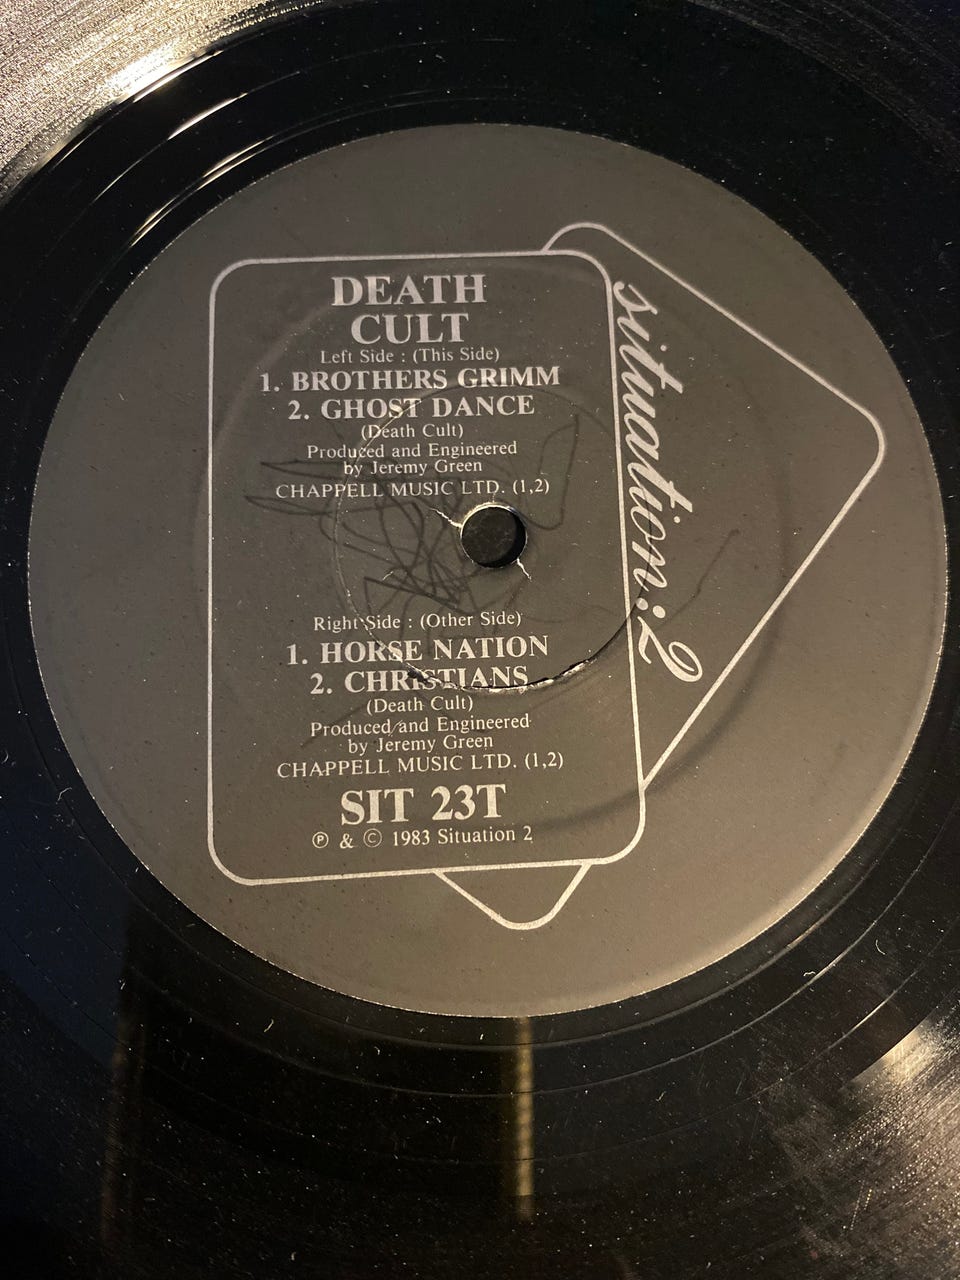 DEATH
CULT
Left Side : (This Side)
1. BROTHERS GRIMM
2. GHOST DANCE
(Death Cult)
Produced and Engineered
by Jeremy Green
CHAPPELL MUSIC LTD. (1,2)
Right Side : (Other Side)
1. HORSE NATION
2. CHRISTIANS
(Death Cult)
Produced and Engineered
by Jeremy Green
CHAPPELL MUSIC LTD. (1,2)
SIT 23T
℗ & © 1983 Situation 2
situation:2